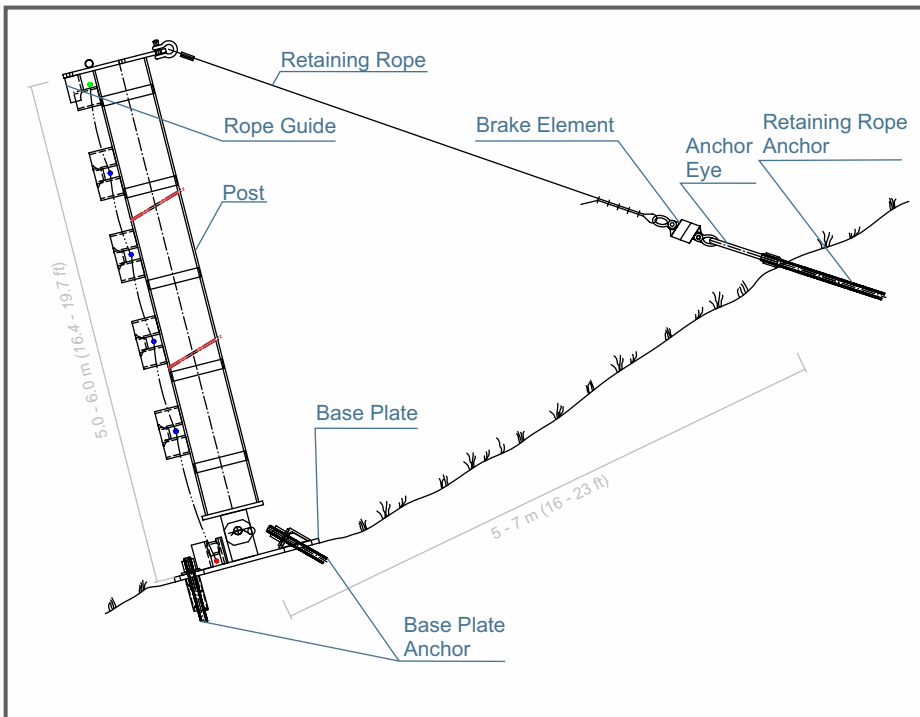 Retaining Rope
Rope Guide
Brake Element
Anchor
Eye
Retaining Rope
Anchor
Post
5.0 - 6.0 m (16.4 - 19.7 ft)
Base Plate
5 - 7 m (16 - 23 ft)
Base Plate
Anchor